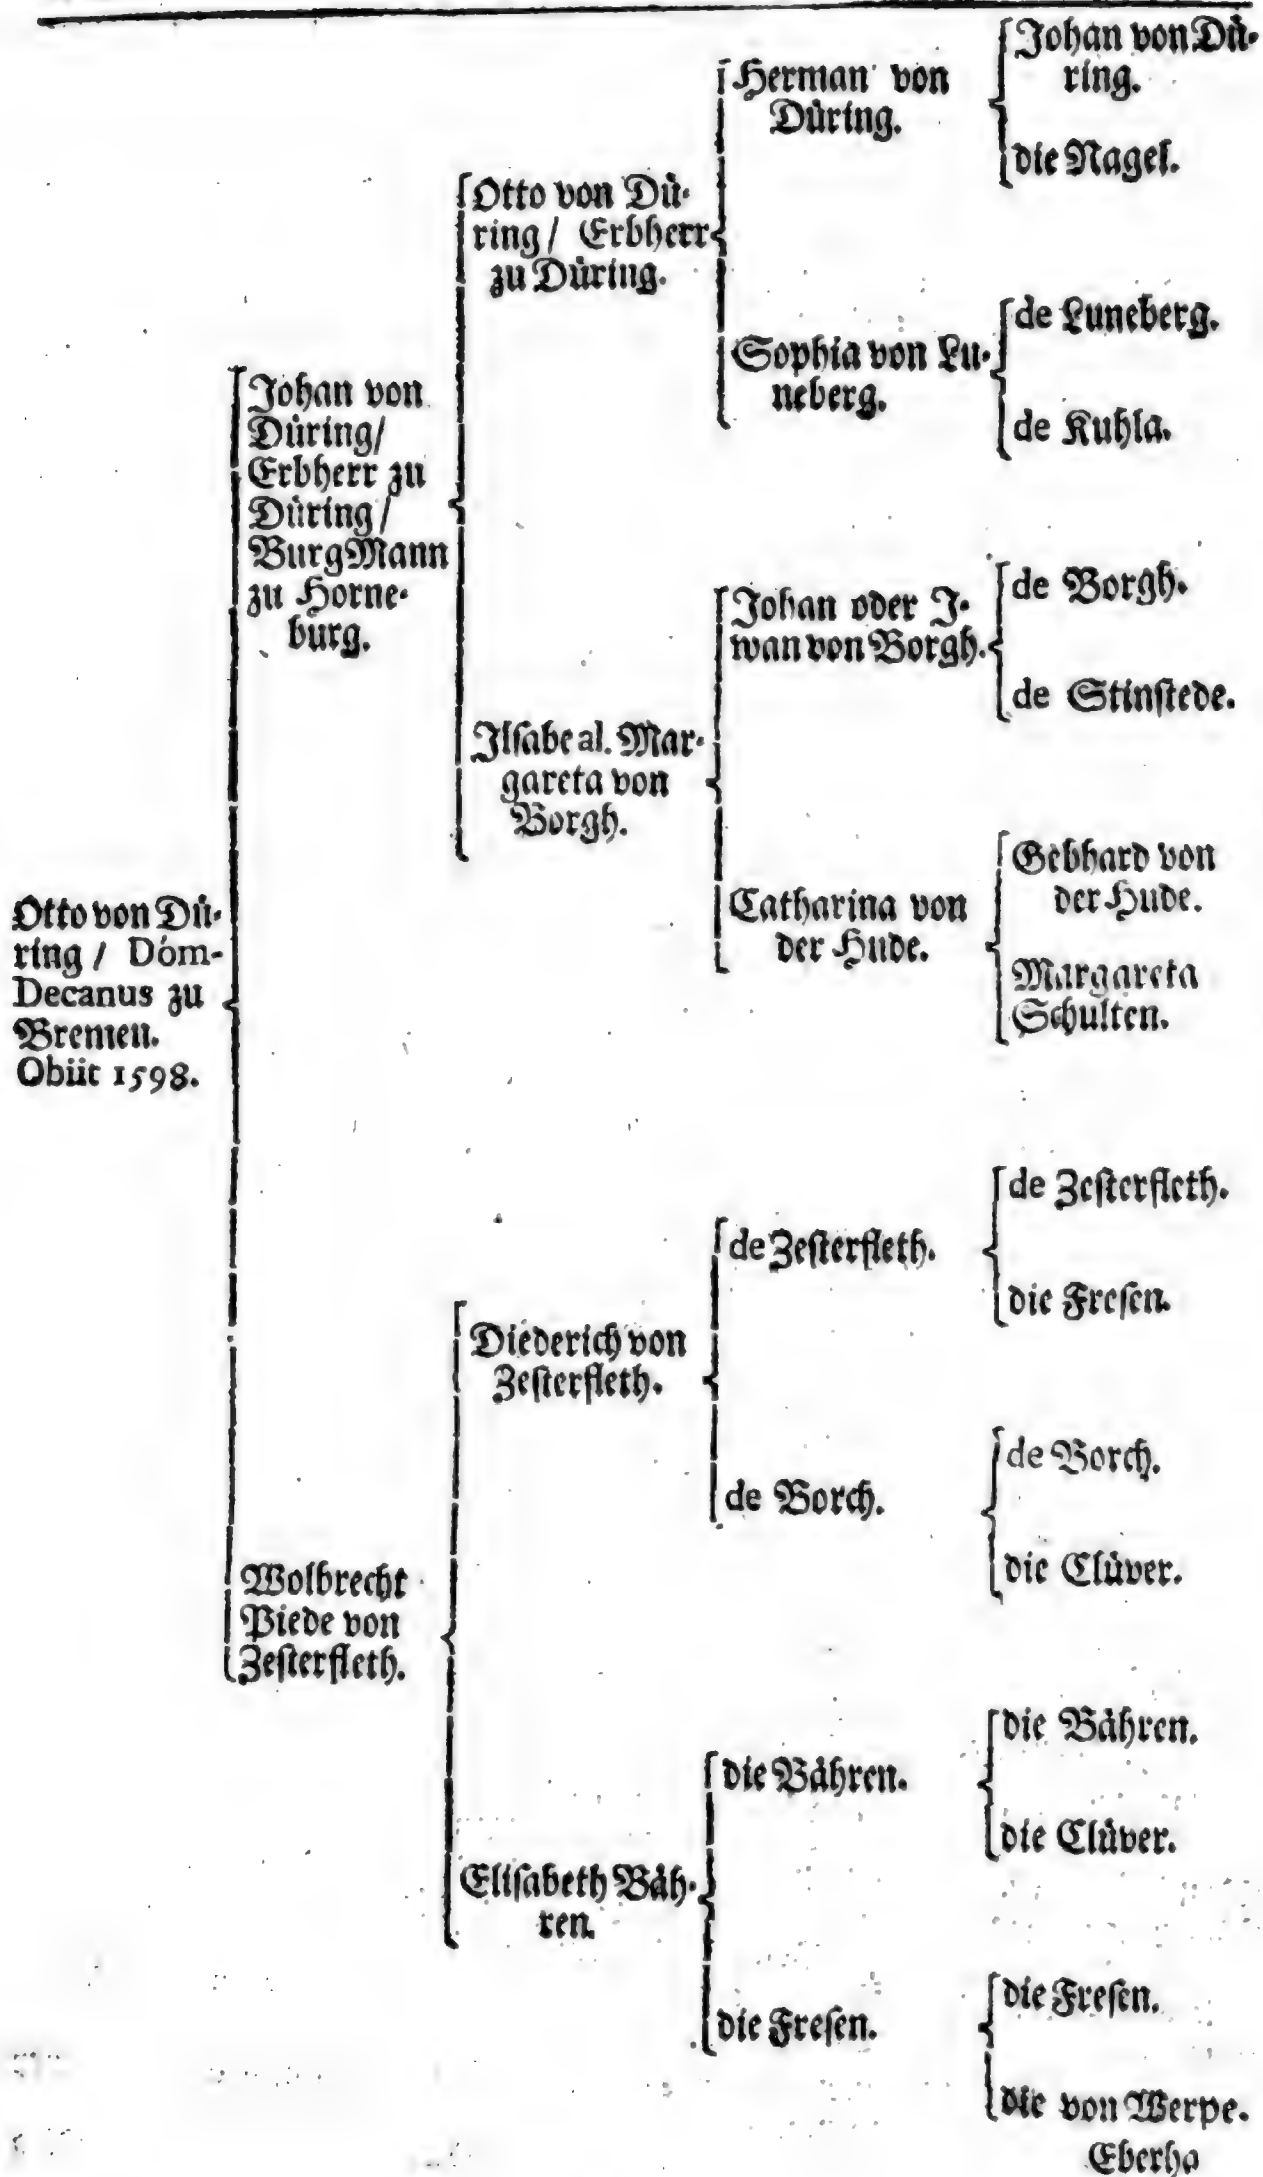 Otto von Dü-
ring / Dom-
Decanus zu
Bremen.
Obiit 1598.
Johan von
Düring/
Erbherr zu
Düring/
BurgMann
zu Horne-
burg.
Wolbrecht
Piede von
Zesterfleth.
Otto von Dü-
ring / Erbherr
zu Düring.
Ilsabe al. Mar-
gareta von
Borgh.
Diederich von
Zesterfleth.
Elisabeth Bäh-
ren.
Herman von
Düring.
Sophia von Lu-
neberg.
Johan oder I-
wan von Borgh.
Catharina von
der Hude.
de Zesterfleth.
de Borch.
die Bähren.
die Fresen.
Johan von Dü-
ring.
die Nagel.
de Luneberg.
de Kuhla.
de Borgh.
de Stinstede.
Gebhard von
der Hude.
Margareta
Schulten.
de Zesterfleth.
die Fresen.
de Borch.
die Clüver.
die Bähren.
die Clüver.
die Fresen.
die von Werpe.
Eberha